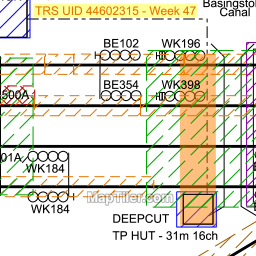 TRS UID 44602315 - Week 47
Basingsto
Canal
BE102
WK196
BE354
WK398
500A
01A
WK184
WK184
MapTiler.com
DEEPCUT
TP HUT - 31m 16ch